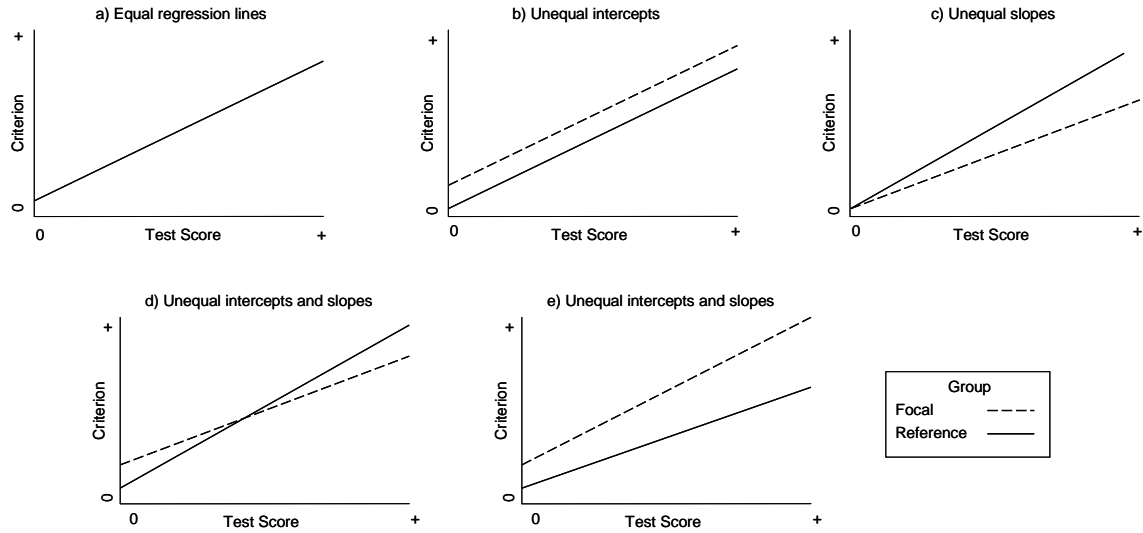 a) Equal regression lines
+
Criterion
0
0
Test Score
+
b) Unequal intercepts
+
Criterion
0
0
Test Score
+
c) Unequal slopes
+
Criterion
0
0
Test Score
+
d) Unequal intercepts and slopes
+
Criterion
0
0
Test Score
+
e) Unequal intercepts and slopes
+
Criterion
0
0
Test Score
+
Group
Focal
Reference